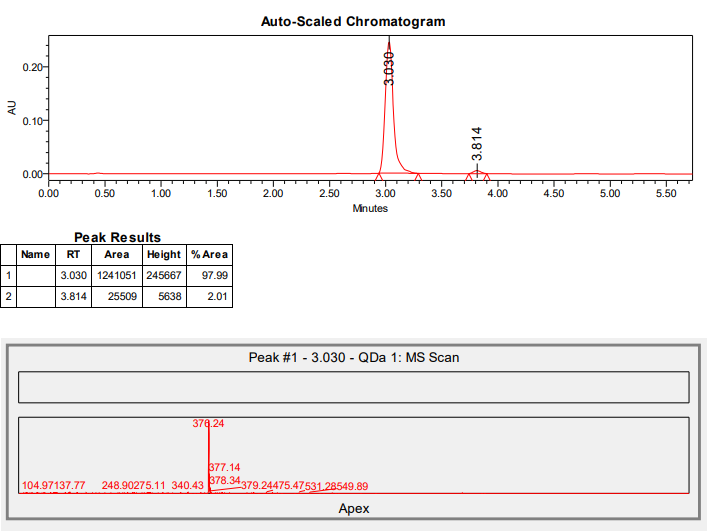 Auto-Scaled Chromatogram
AU
0.20
0.10
0.00
3.030
3.814
0.00 0.50 1.00 1.50 2.00 2.50 3.00 3.50 4.00 4.50 5.00 5.50
Minutes
Peak Results
Name RT Area Height % Area
1 3.030 1241051 245667 97.99
2 3.814 25509 5638 2.01
Peak #1 - 3.030 - QDa 1: MS Scan
376.24
377.14
378.34
104.97137.77 248.90275.11 340.43 379.24475.47531.28549.89
Apex